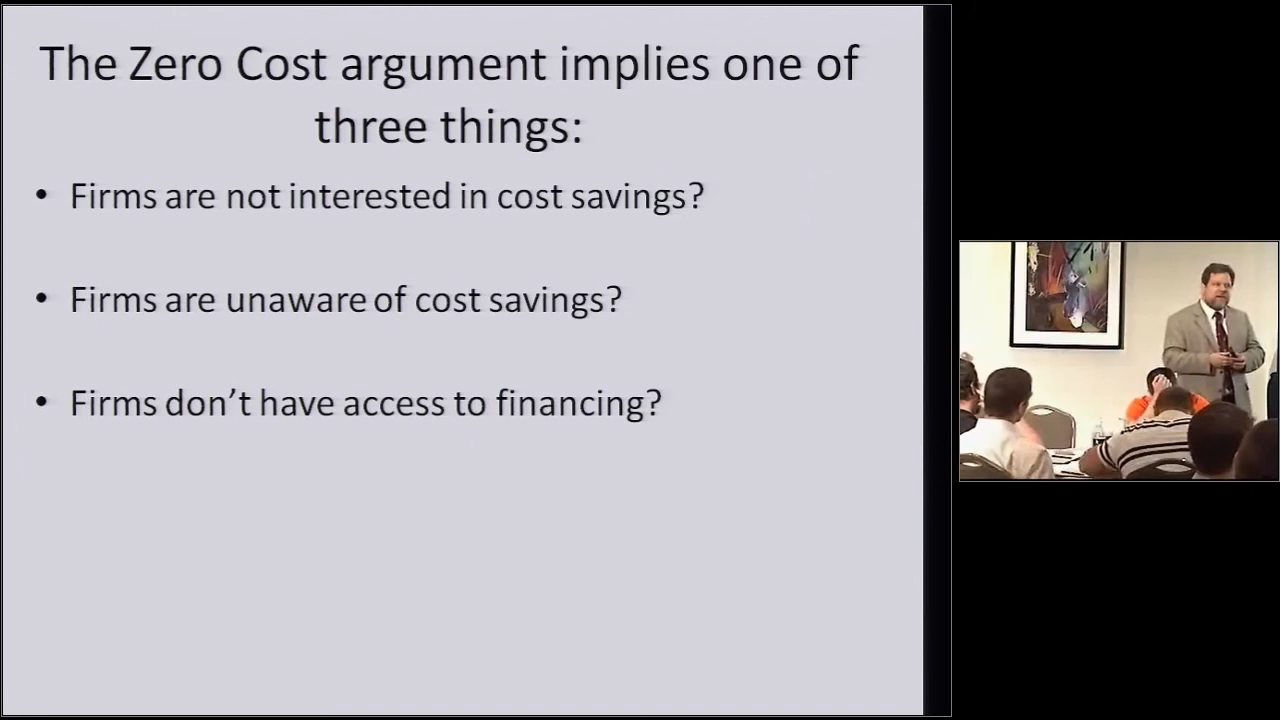 The Zero Cost argument implies one of
three things:
• Firms are not interested in cost savings?
• Firms are unaware of cost savings?
• Firms don’t have access to financing?